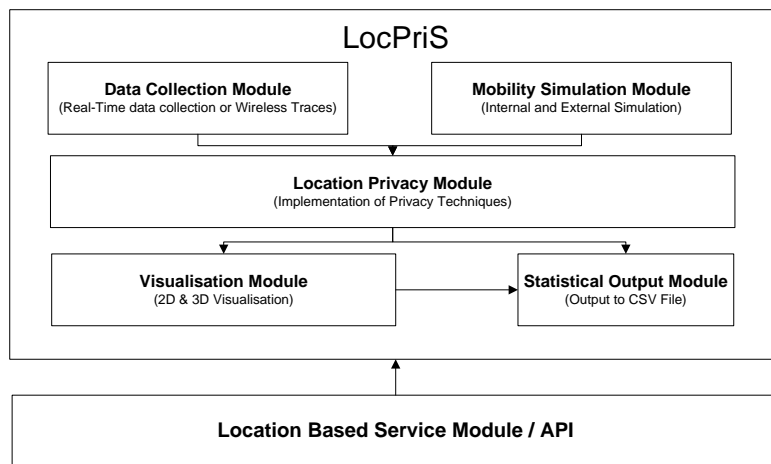 LocPriS
Data Collection Module
(Real-Time data collection or Wireless Traces)
Mobility Simulation Module
(Internal and External Simulation)
Location Privacy Module
(Implementation of Privacy Techniques)
Visualisation Module
(2D & 3D Visualisation)
Statistical Output Module
(Output to CSV File)
Location Based Service Module / API